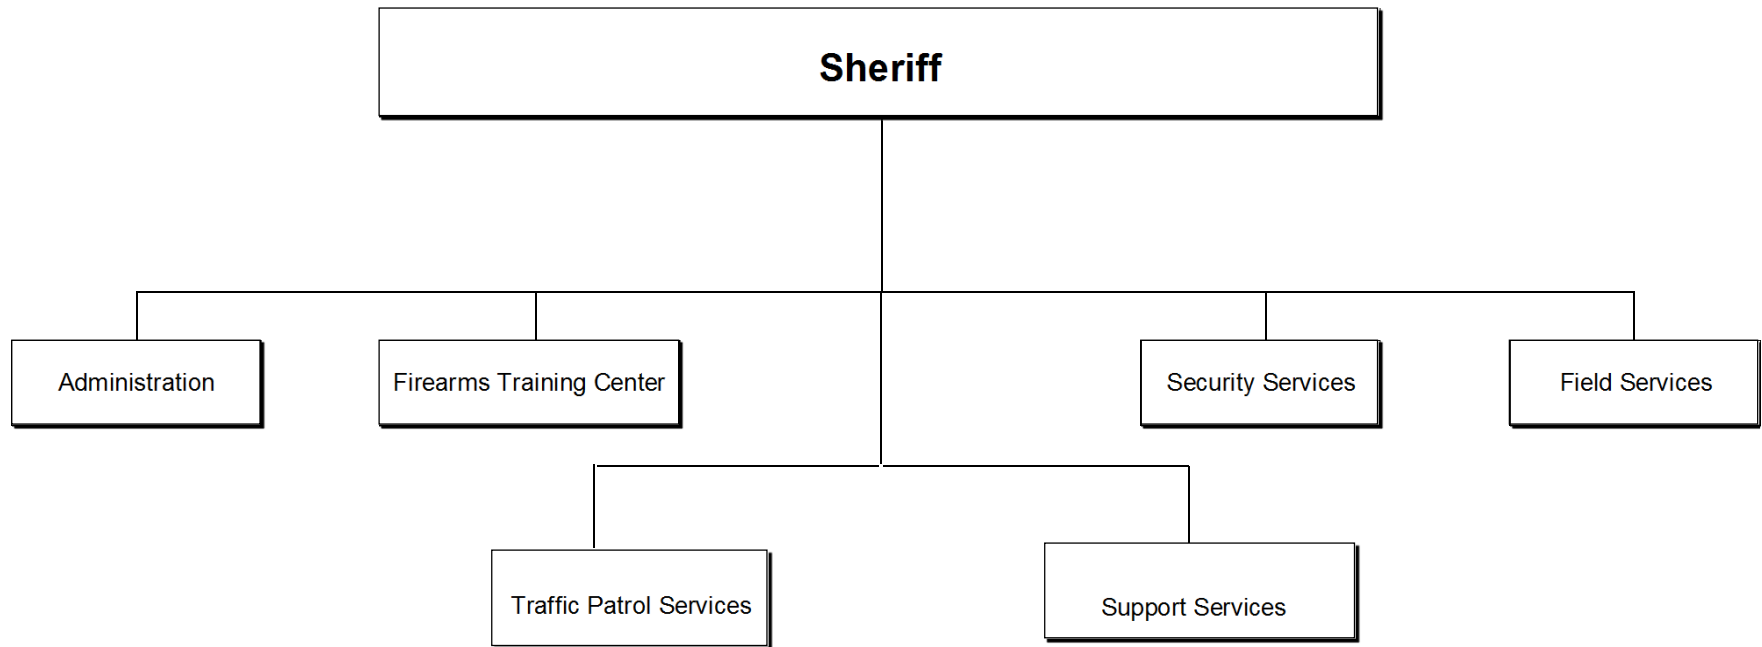 Sheriff
Administration
Firearms Training Center
Security Services
Field Services
Traffic Patrol Services
Support Services